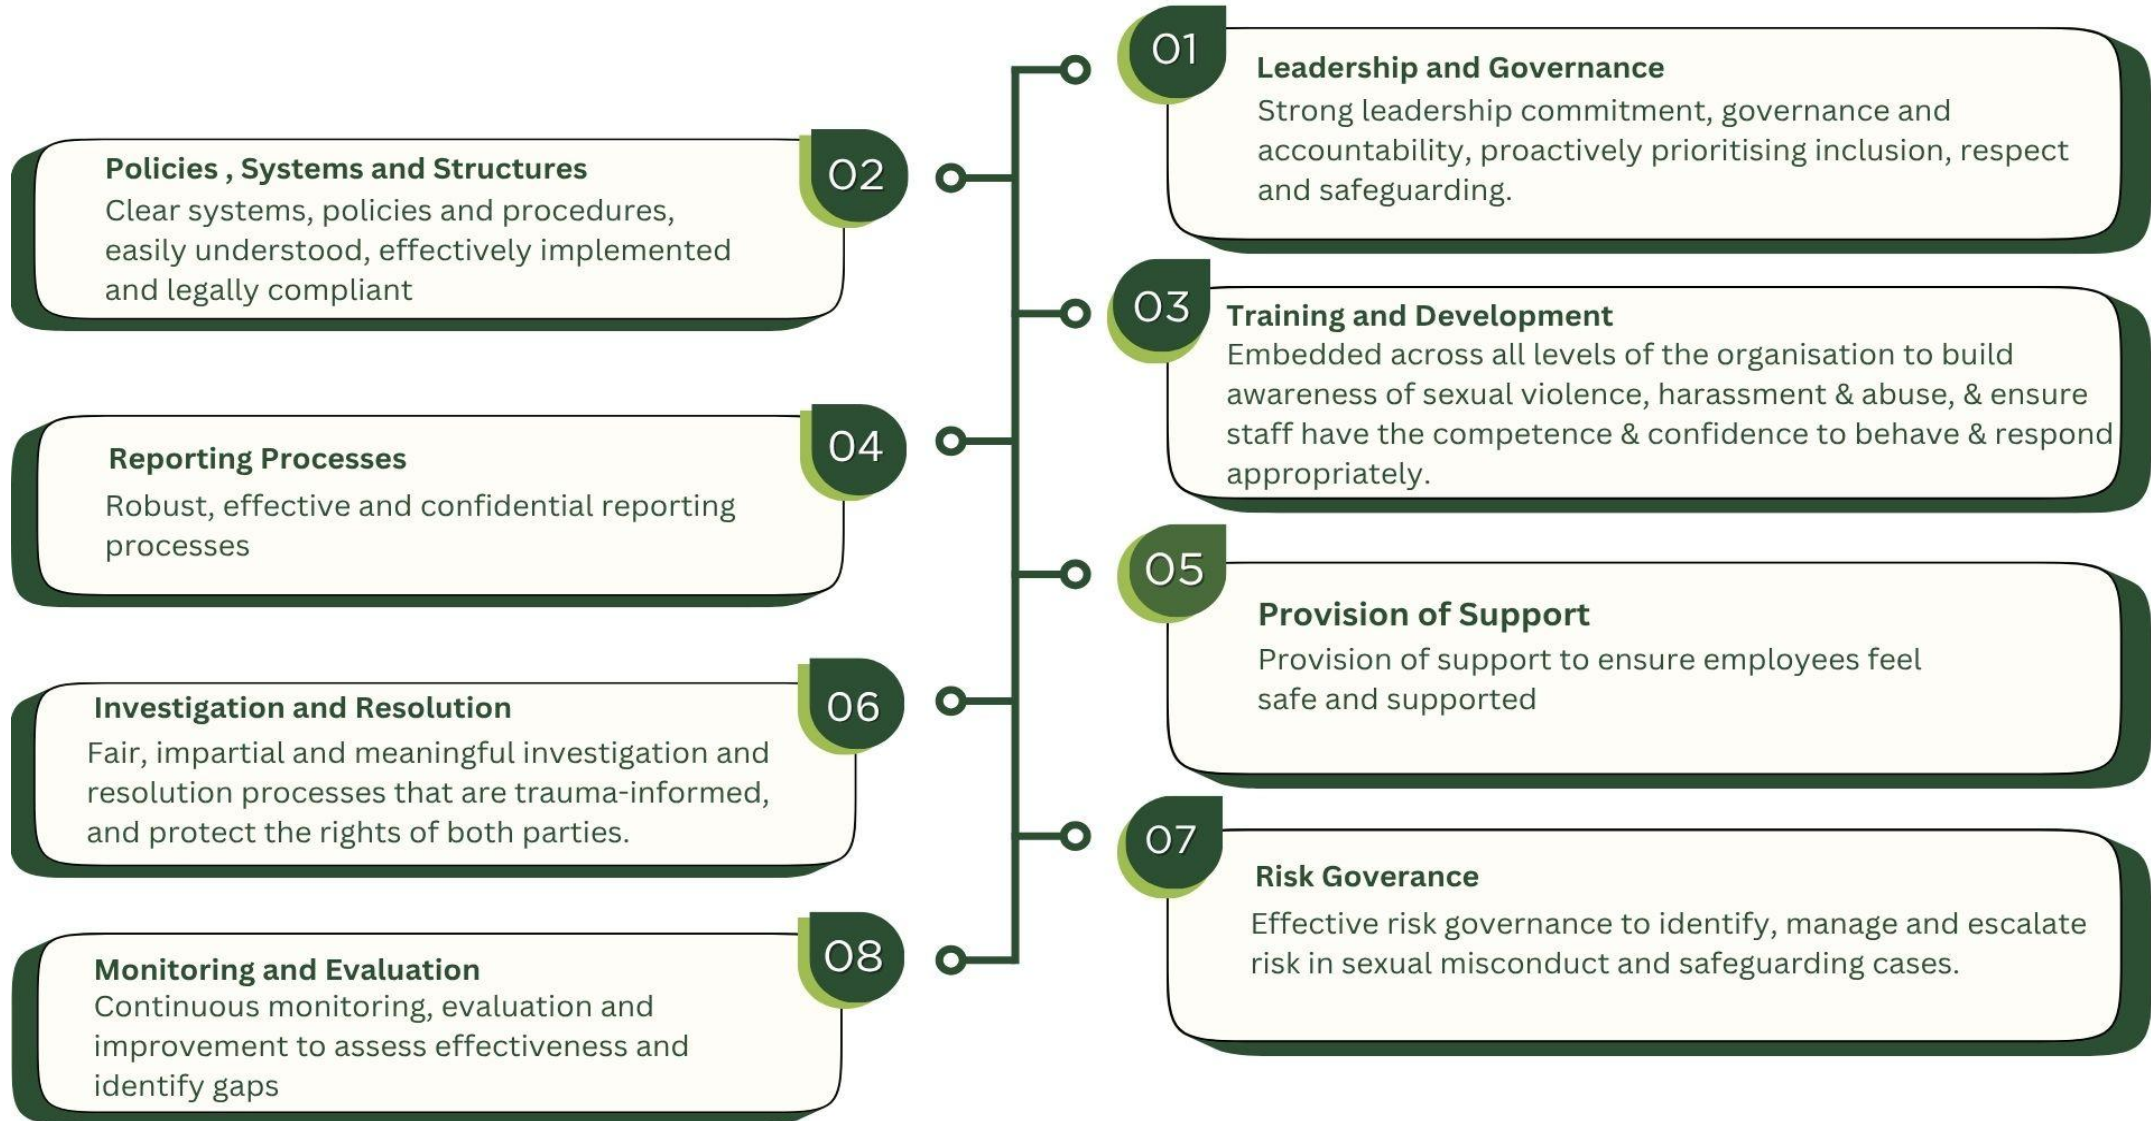 01
Leadership and Governance
Strong leadership commitment, governance and
accountability, proactively prioritising inclusion, respect
and safeguarding.
02
Policies , Systems and Structures
Clear systems, policies and procedures,
easily understood, effectively implemented
and legally compliant
03
Training and Development
Embedded across all levels of the organisation to build
awareness of sexual violence, harassment & abuse, & ensure
staff have the competence & confidence to behave & respond
appropriately.
04
Reporting Processes
Robust, effective and confidential reporting
processes
05
Provision of Support
Provision of support to ensure employees feel
safe and supported
06
Investigation and Resolution
Fair, impartial and meaningful investigation and
resolution processes that are trauma-informed,
and protect the rights of both parties.
07
Risk Goverance
Effective risk governance to identify, manage and escalate
risk in sexual misconduct and safeguarding cases.
08
Monitoring and Evaluation
Continuous monitoring, evaluation and
improvement to assess effectiveness and
identify gaps